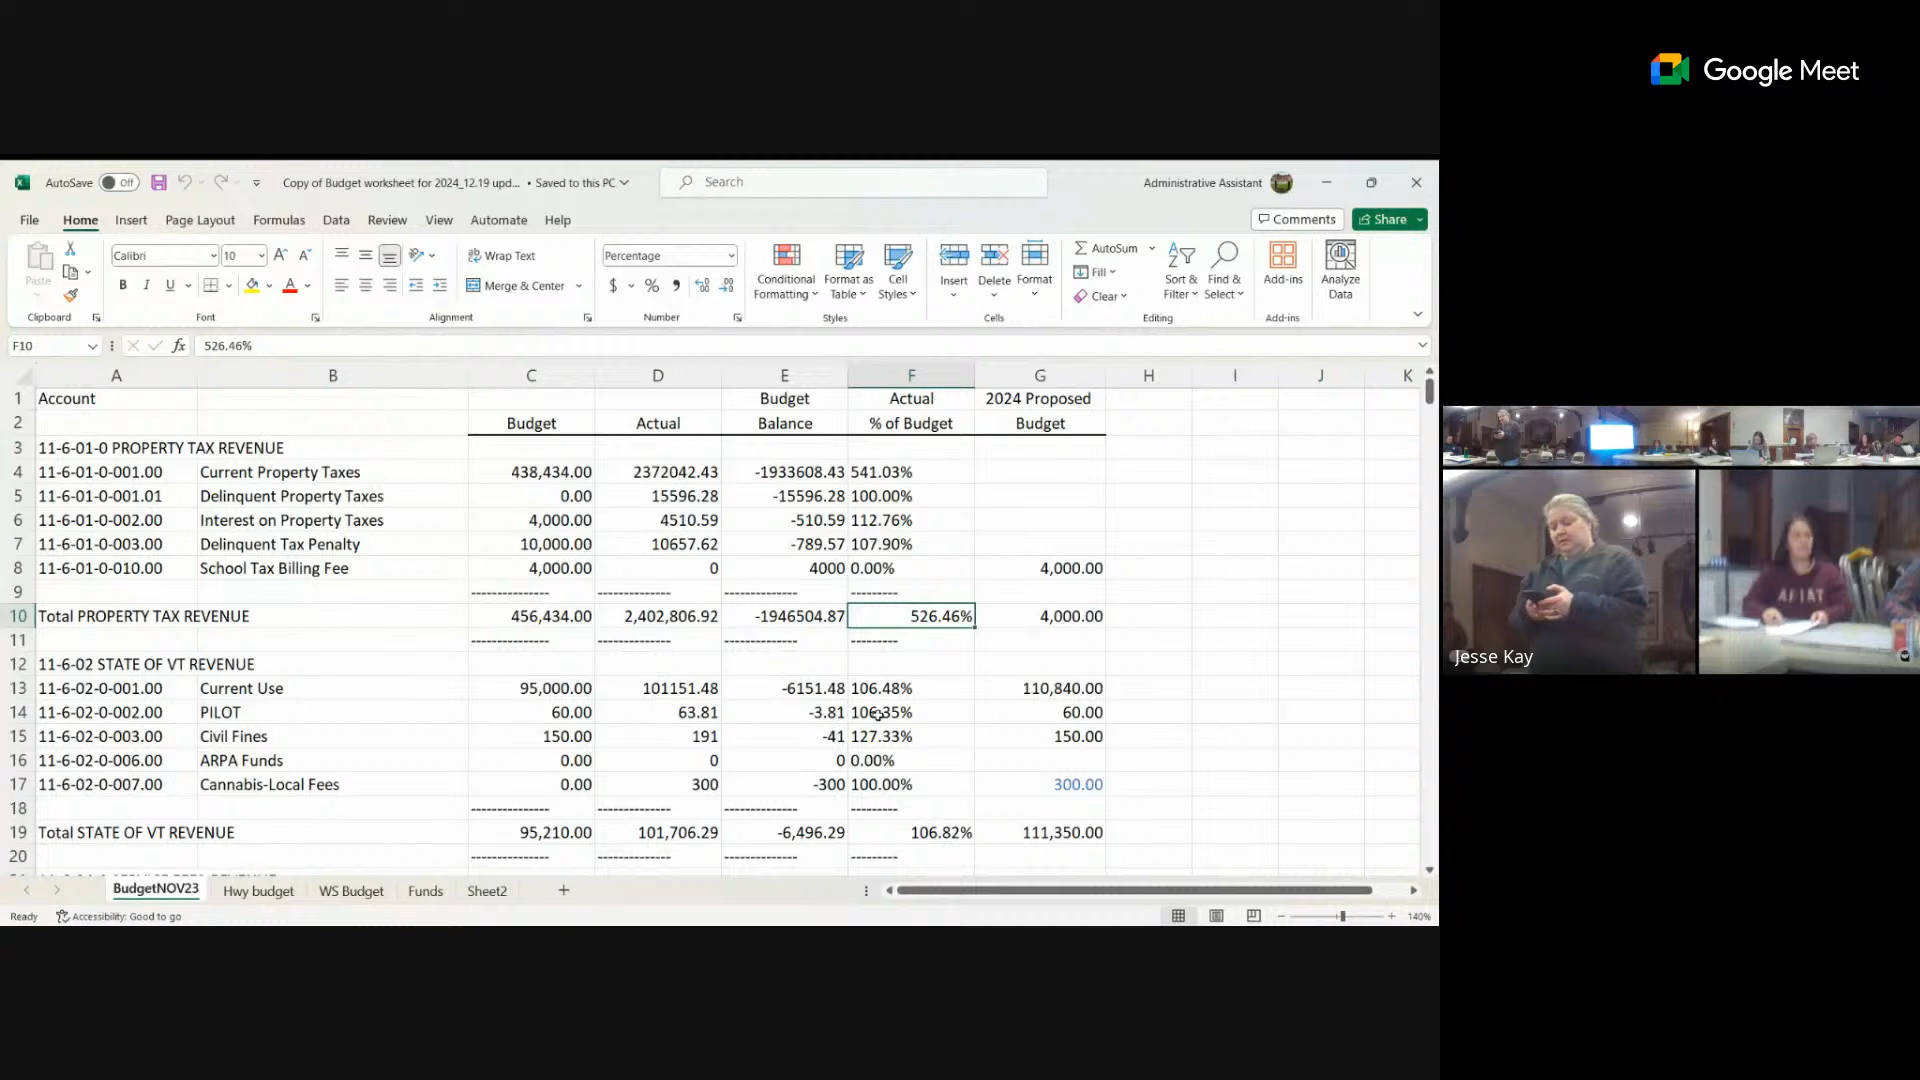 Google Meet
AutoSave Off Copy of Budget worksheet for 2024_12.19 upd... • Saved to this PC Search Administrative Assistant
File Home Insert Page Layout Formulas Data Review View Automate Help Comments Share
Paste Calibri 10 Wrap Text Percentage Conditional Formatting Format as Table Cell Styles Insert Delete Format AutoSum Sort & Filter Find & Select Add-ins Analyze Data
B I U Merge & Center $ % Fill
Clear
Clipboard Font Alignment Number Styles Cells Editing Add-ins
F10 fx 526.46%
A B C D E F G H I J K
1 Account Budget Actual 2024 Proposed
2 Budget Actual Balance % of Budget Budget
3 11-6-01-0 PROPERTY TAX REVENUE
4 11-6-01-0-001.00 Current Property Taxes 438,434.00 2372042.43 -1933608.43 541.03%
5 11-6-01-0-001.01 Delinquent Property Taxes 0.00 15596.28 -15596.28 100.00%
6 11-6-01-0-002.00 Interest on Property Taxes 4,000.00 4510.59 -510.59 112.76%
7 11-6-01-0-003.00 Delinquent Tax Penalty 10,000.00 10657.62 -789.57 107.90%
8 11-6-01-0-010.00 School Tax Billing Fee 4,000.00 0 4000 0.00% 4,000.00
9 --------------- -------------- -------------- ---------
10 Total PROPERTY TAX REVENUE 456,434.00 2,402,806.92 -1946504.87 526.46% 4,000.00
11 --------------- -------------- -------------- ---------
12 11-6-02 STATE OF VT REVENUE
13 11-6-02-0-001.00 Current Use 95,000.00 101151.48 -6151.48 106.48% 110,840.00
14 11-6-02-0-002.00 PILOT 60.00 63.81 -3.81 106.35% 60.00
15 11-6-02-0-003.00 Civil Fines 150.00 191 -41 127.33% 150.00
16 11-6-02-0-006.00 ARPA Funds 0.00 0 0 0.00%
17 11-6-02-0-007.00 Cannabis-Local Fees 0.00 300 -300 100.00% 300.00
18 --------------- -------------- -------------- ---------
19 Total STATE OF VT REVENUE 95,210.00 101,706.29 -6,496.29 106.82% 111,350.00
20 --------------- -------------- -------------- ---------
BudgetNOV23 Hwy budget WS Budget Funds Sheet2
Ready Accessibility: Good to go 140%
ARIAT
Jesse Kay